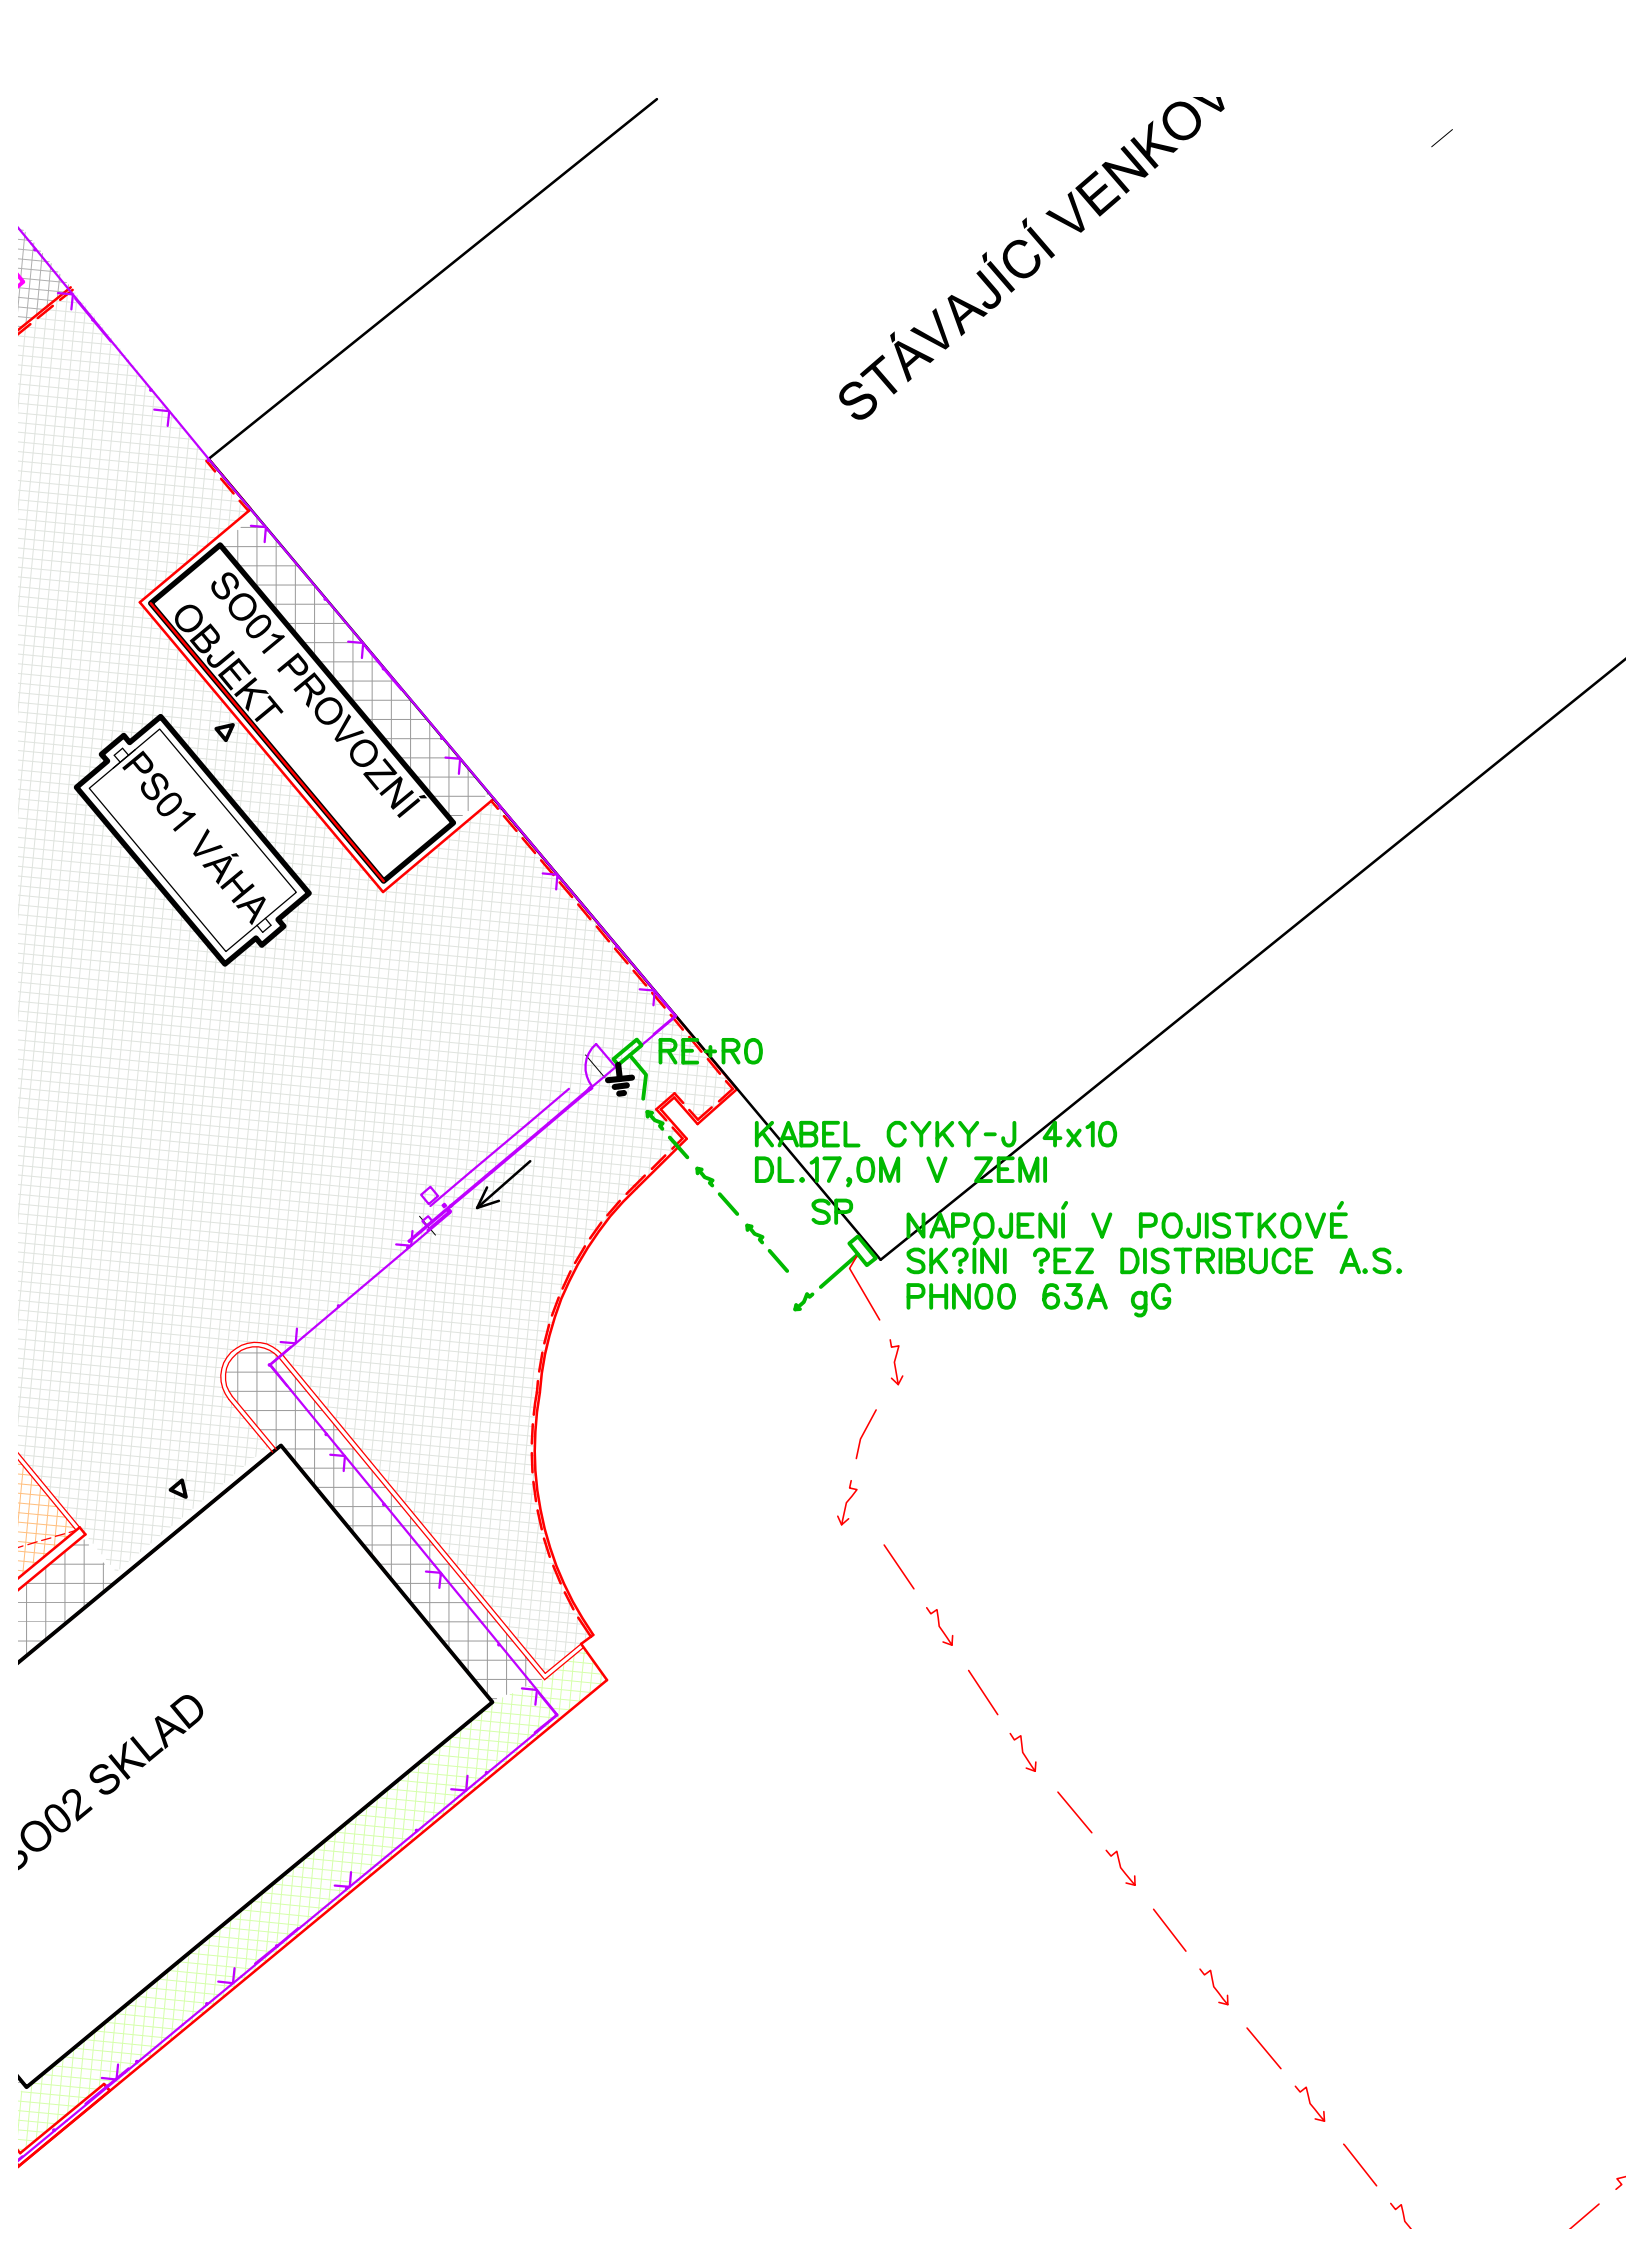 STÁVAJÍCÍ VENKOV
SO01 PROVOZNÍ
OBJEKT
PS01 VÁHA
RE+RO
KABEL CYKY-J 4x10
DL.17,0M V ZEMI
SP
NAPOJENÍ V POJISTKOVÉ
SK?ÍNI ?EZ DISTRIBUCE A.S.
PHN00 63A gG
SO02 SKLAD